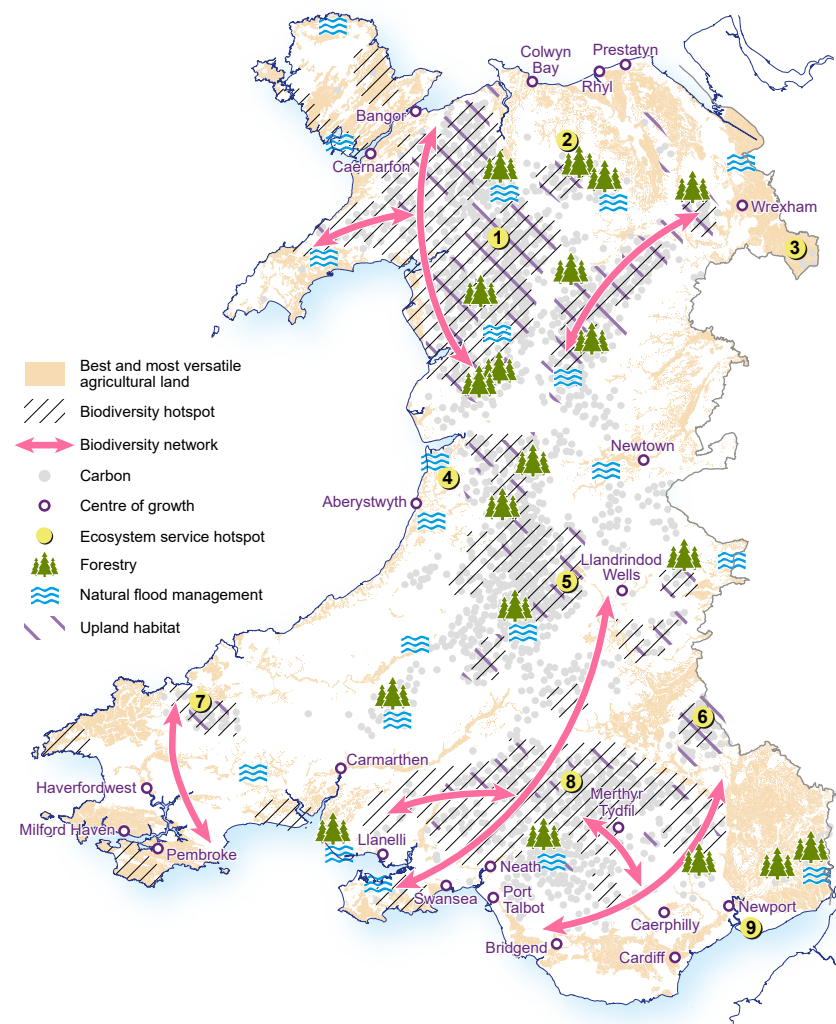 Colwyn
Bay
Prestatyn
Rhyl
Bangor
2
Caernarfon
Wrexham
1
3
Best and most versatile
agricultural land
Biodiversity hotspot
Biodiversity network
Carbon
Centre of growth
Ecosystem service hotspot
Forestry
Natural flood management
Upland habitat
Newtown
4
Aberystwyth
Llandrindod
Wells
5
7
6
Carmarthen
Haverfordwest
8
Merthyr
Tydfil
Milford Haven
Llanelli
Pembroke
Neath
Swansea
Port
Talbot
Newport
Caerphilly
9
Bridgend
Cardiff